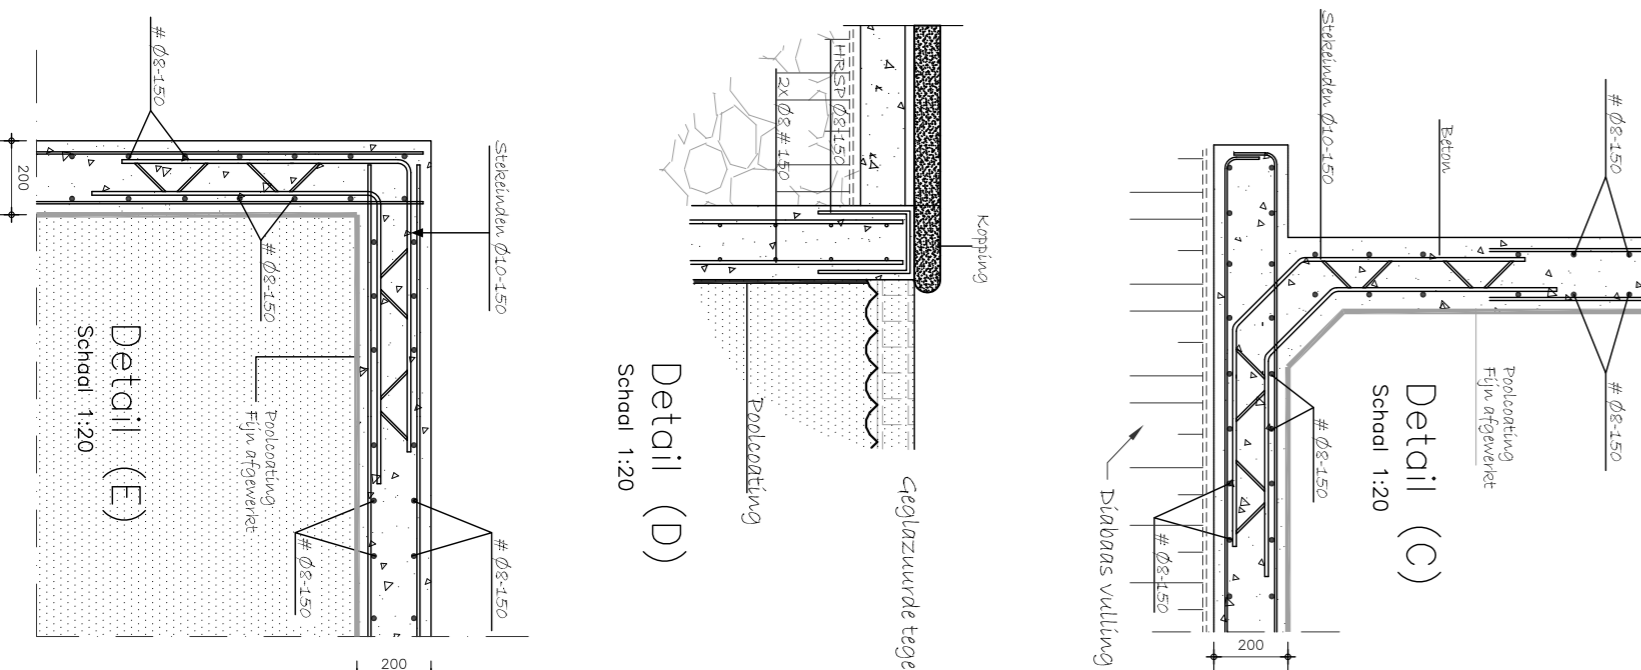 # Ø8-150
200
Stekeinden Ø10-150
# Ø8-150
Poolcoating
Fijn afgewerkt
# Ø8-150
# Ø8-150
200
Detail (E)
Schaal 1:20
HRSP Ø8-150
2x Ø8 # 150
Kopping
Poolcoating
Geglazuurde tege
Detail (D)
Schaal 1:20
Stekeinden Ø10-150
Beton
# Ø8-150
# Ø8-150
Poolcoating
Fijn afgewerkt
# Ø8-150
# Ø8-150
Diabaas vulling
200
Detail (C)
Schaal 1:20